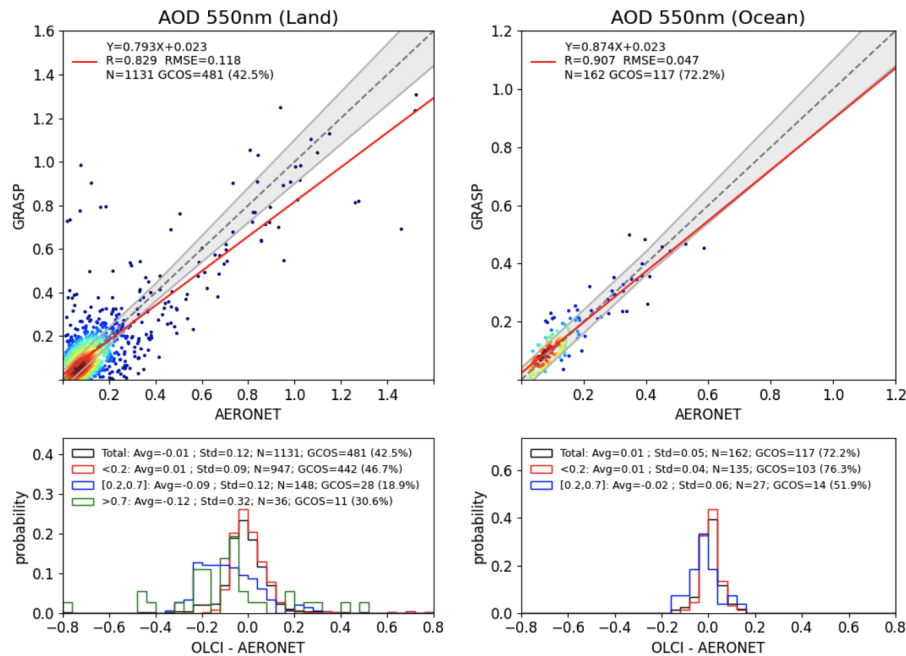 AOD 550nm (Land)
1.6
1.4
1.2
1.0
0.8
0.6
0.4
0.2
GRASP
Y=0.793X+0.023
R=0.829 RMSE=0.118
N=1131 GCOS=481 (42.5%)
0.2 0.4 0.6 0.8 1.0 1.2 1.4
AERONET
AOD 550nm (Ocean)
1.2
1.0
0.8
0.6
0.4
0.2
GRASP
Y=0.874X+0.023
R=0.907 RMSE=0.047
N=162 GCOS=117 (72.2%)
0.2 0.4 0.6 0.8 1.0 1.2
AERONET
0.4
0.3
0.2
0.1
0.0
probability
Total: Avg=-0.01 ; Std=0.12; N=1131; GCOS=481 (42.5%)
<0.2: Avg=0.01 ; Std=0.09; N=947; GCOS=442 (46.7%)
[0.2,0.7]: Avg=-0.09 ; Std=0.12; N=148; GCOS=28 (18.9%)
>0.7: Avg=-0.12 ; Std=0.32; N=36; GCOS=11 (30.6%)
−0.8 −0.6 −0.4 −0.2 0.0 0.2 0.4 0.6 0.8
OLCI - AERONET
0.6
0.4
0.2
0.0
probability
Total: Avg=0.01 ; Std=0.05; N=162; GCOS=117 (72.2%)
<0.2: Avg=0.01 ; Std=0.04; N=135; GCOS=103 (76.3%)
[0.2,0.7]: Avg=-0.02 ; Std=0.06; N=27; GCOS=14 (51.9%)
−0.8 −0.6 −0.4 −0.2 0.0 0.2 0.4 0.6 0.8
OLCI - AERONET